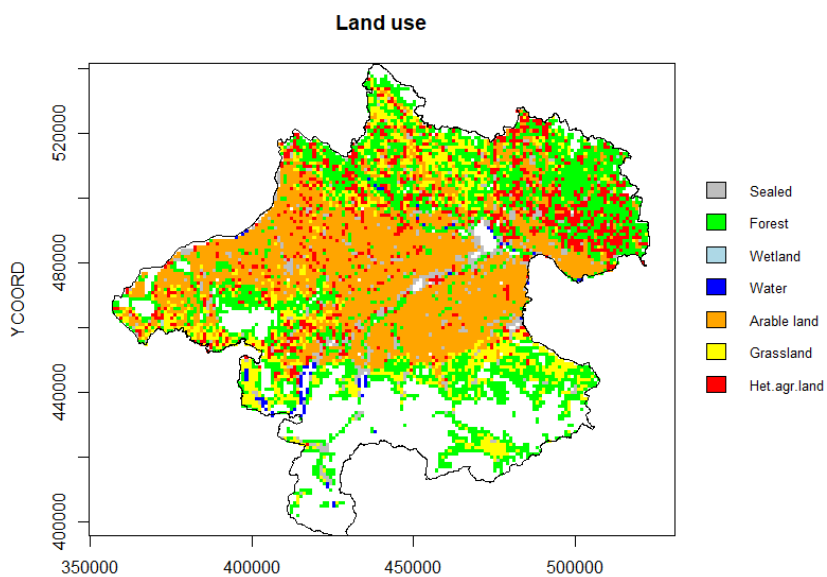 Land use
YCOORD
520000
480000
440000
400000
350000
400000
450000
500000
Sealed
Forest
Wetland
Water
Arable land
Grassland
Het.agr.land